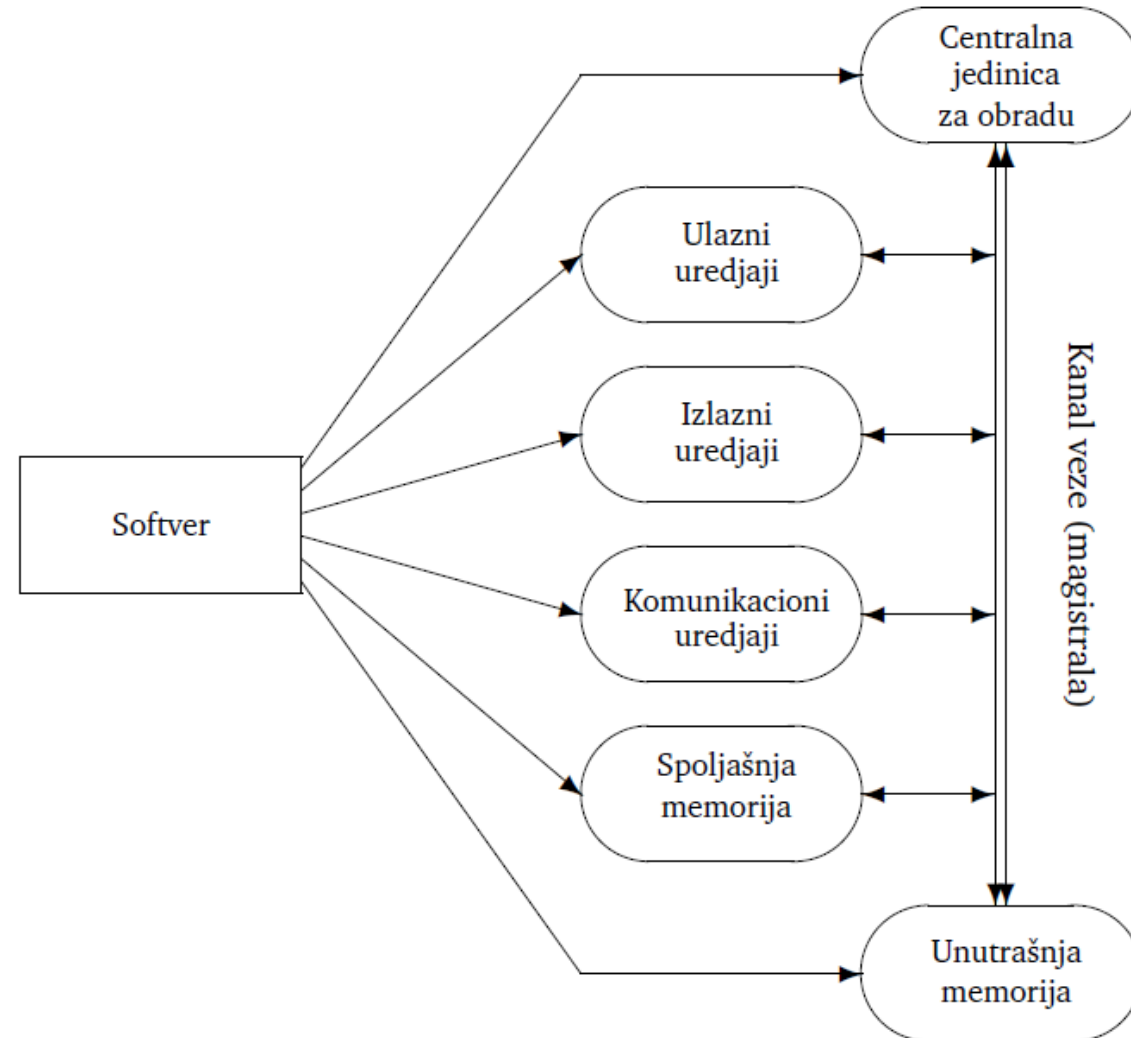 Centralna
jedinica
za obradu
Ulazni
uredjaji
Izlazni
uredjaji
Kanal veze (magistrala)
Softver
Komunikacioni
uredjaji
Spoljašnja
memorija
Unutrašnja
memorija